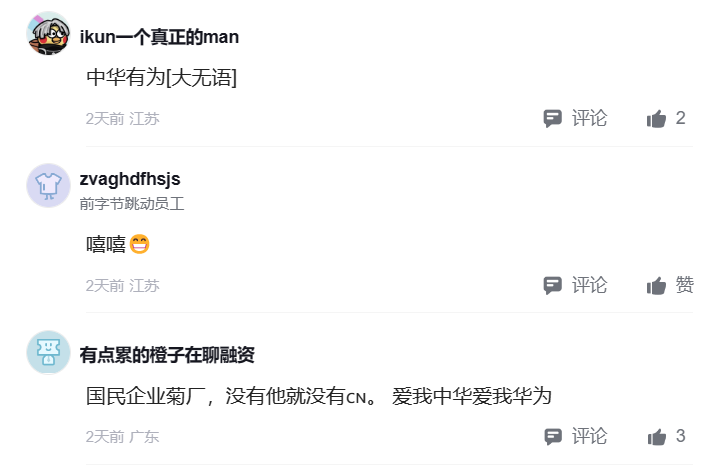 ikun一个真正的man
中华有为[大无语]
2天前 江苏 评论 2
zvaghdfhsjs
前字节跳动员工
嘻嘻😁
2天前 江苏 评论 赞
有点累的橙子在聊融资
国民企业菊厂，没有他就没有ᴄɴ。 爱我中华爱我华为
2天前 广东 评论 3